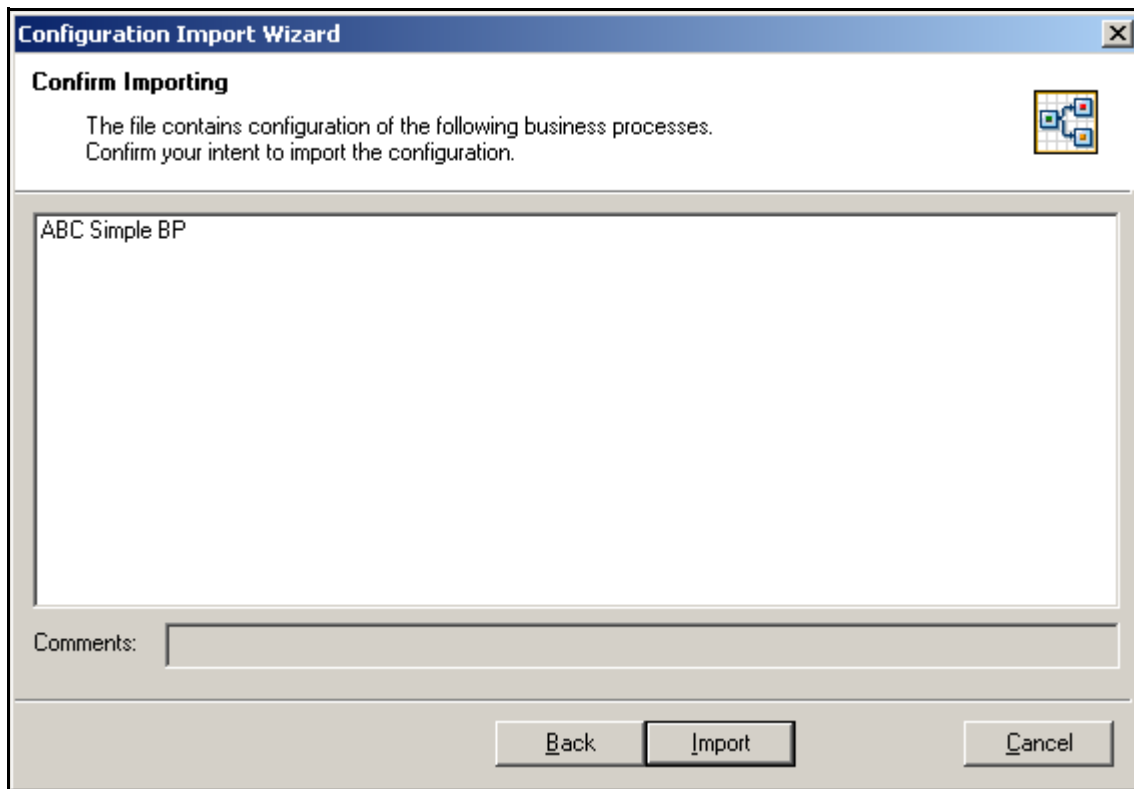 Configuration Import Wizard
Confirm Importing
The file contains configuration of the following business processes.
Confirm your intent to import the configuration.
ABC Simple BP
Comments:
Back Import Cancel